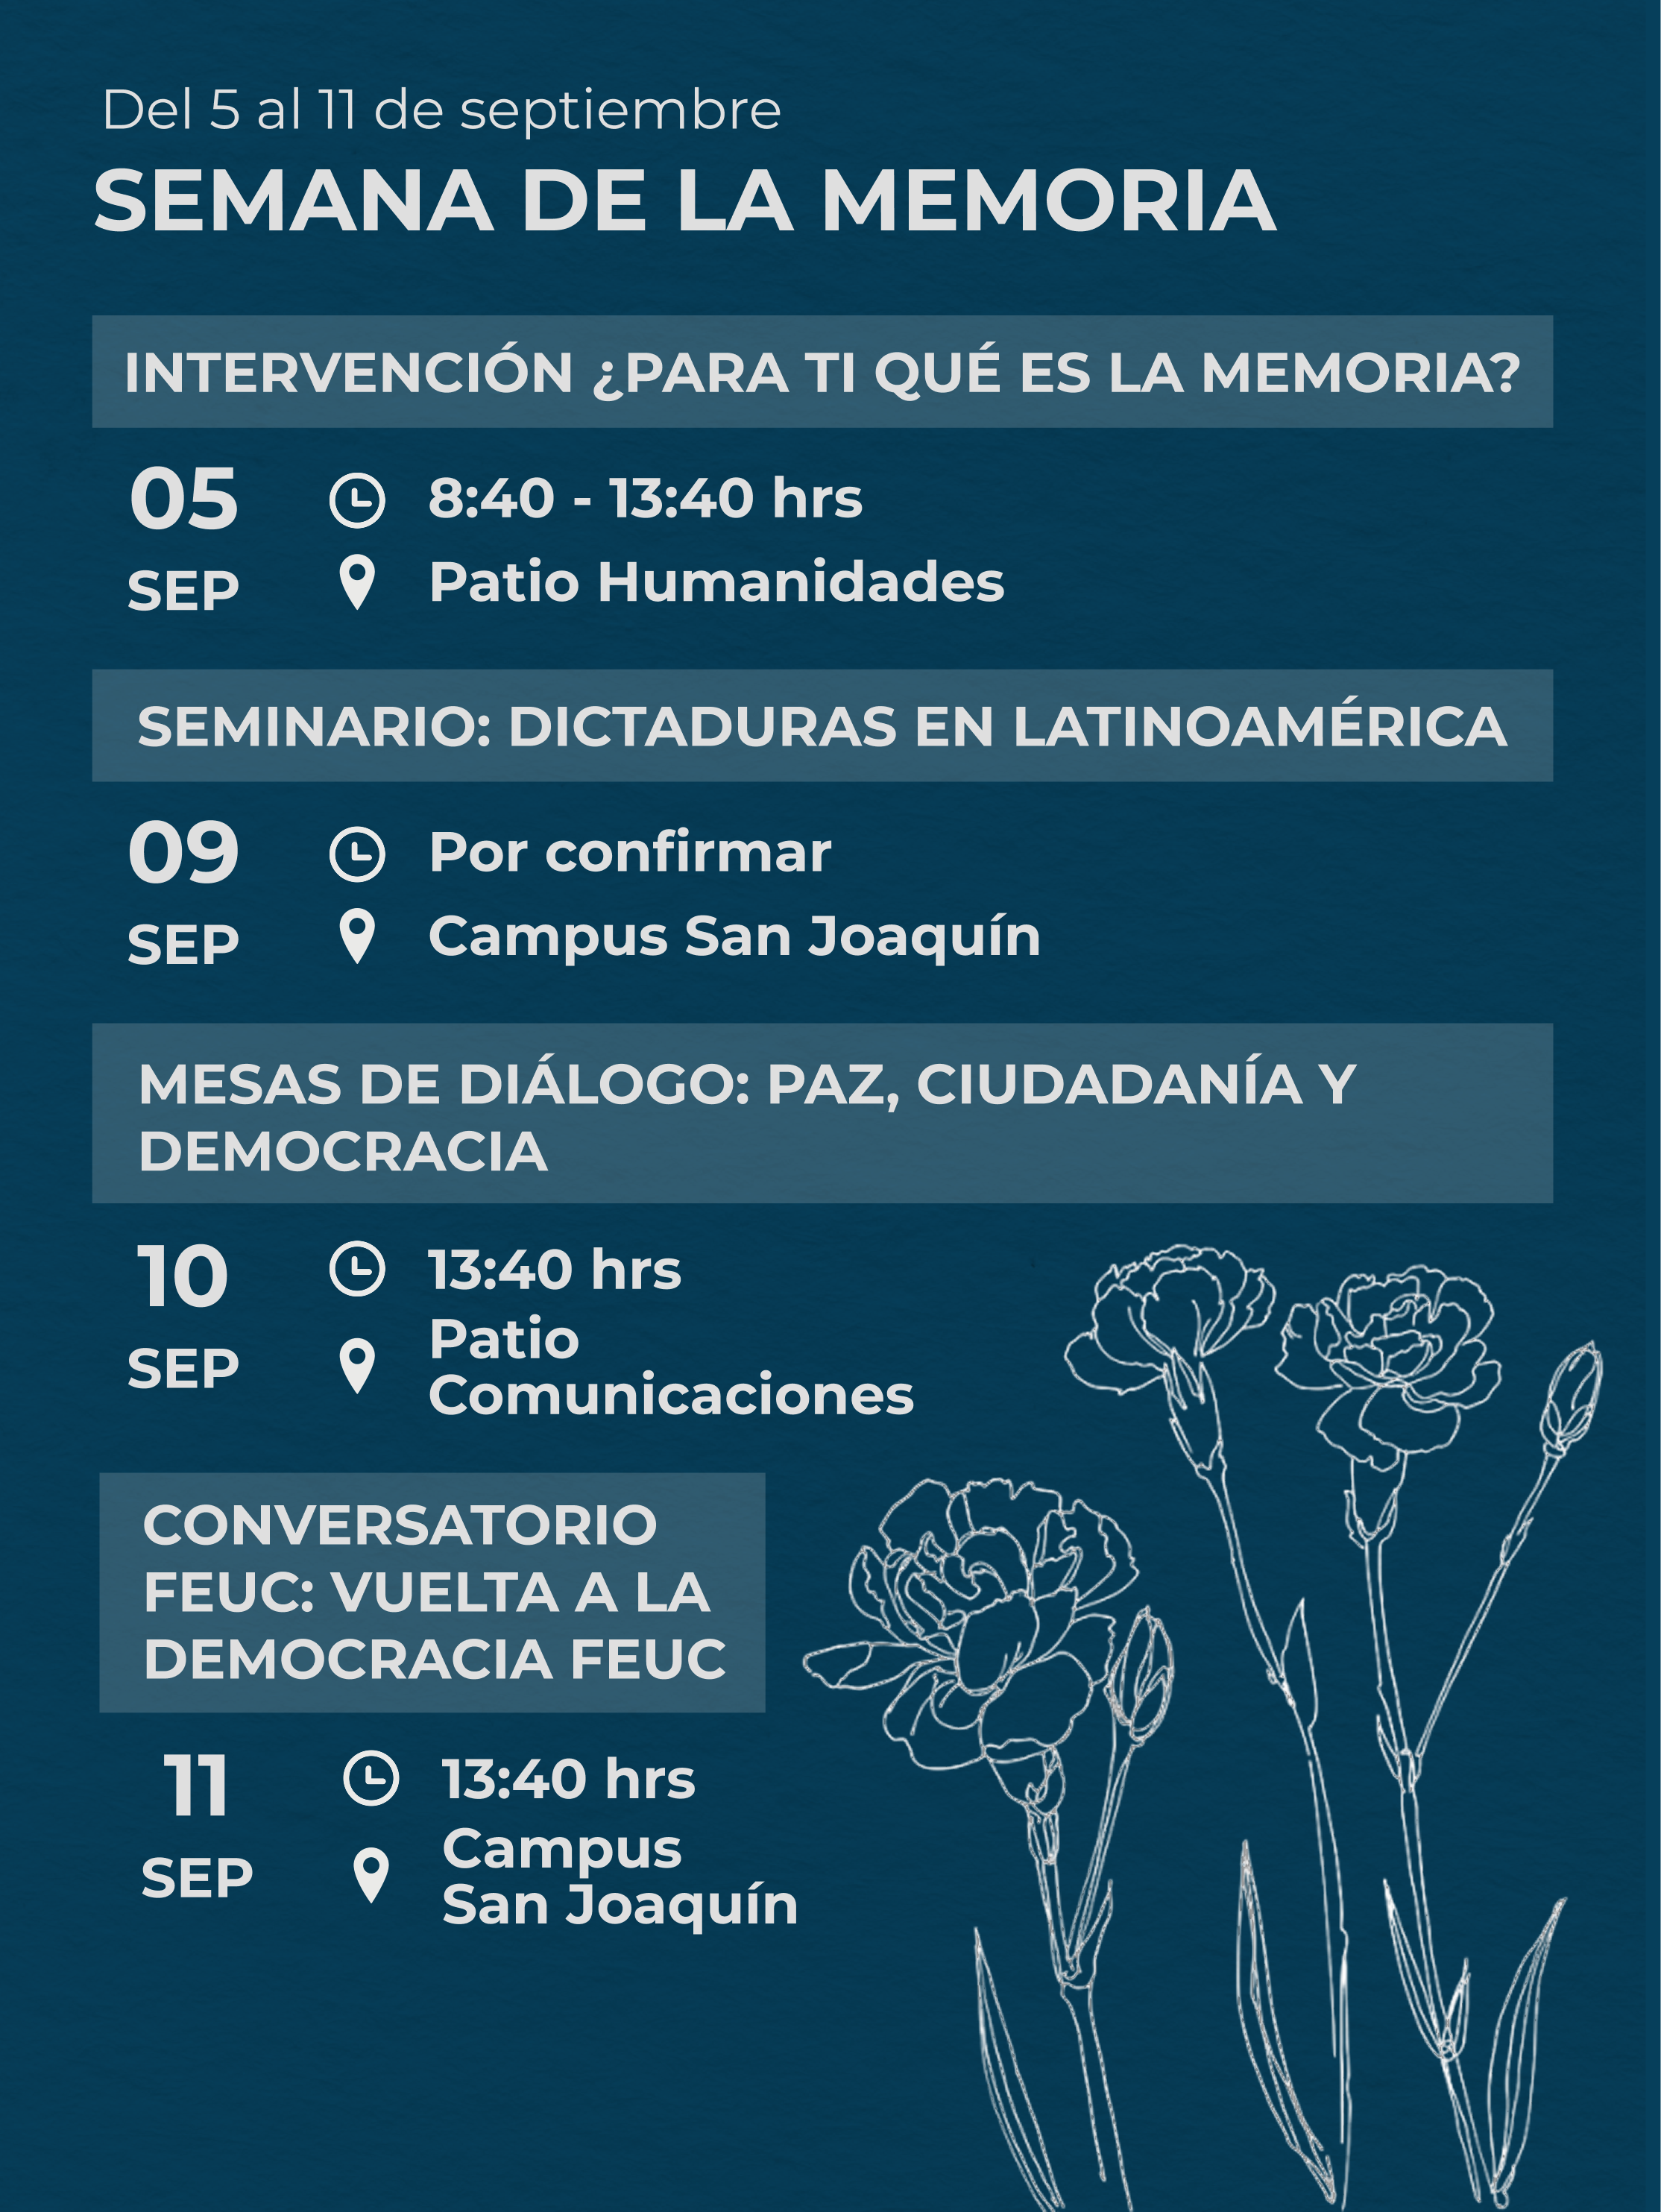 Del 5 al 11 de septiembre
SEMANA DE LA MEMORIA
INTERVENCIÓN ¿PARA TI QUÉ ES LA MEMORIA?
05
SEP
8:40 - 13:40 hrs
Patio Humanidades
SEMINARIO: DICTADURAS EN LATINOAMÉRICA
09
SEP
Por confirmar
Campus San Joaquín
MESAS DE DIÁLOGO: PAZ, CIUDADANÍA Y
DEMOCRACIA
10
SEP
13:40 hrs
Patio
Comunicaciones
CONVERSATORIO
FEUC: VUELTA A LA
DEMOCRACIA FEUC
11
SEP
13:40 hrs
Campus
San Joaquín